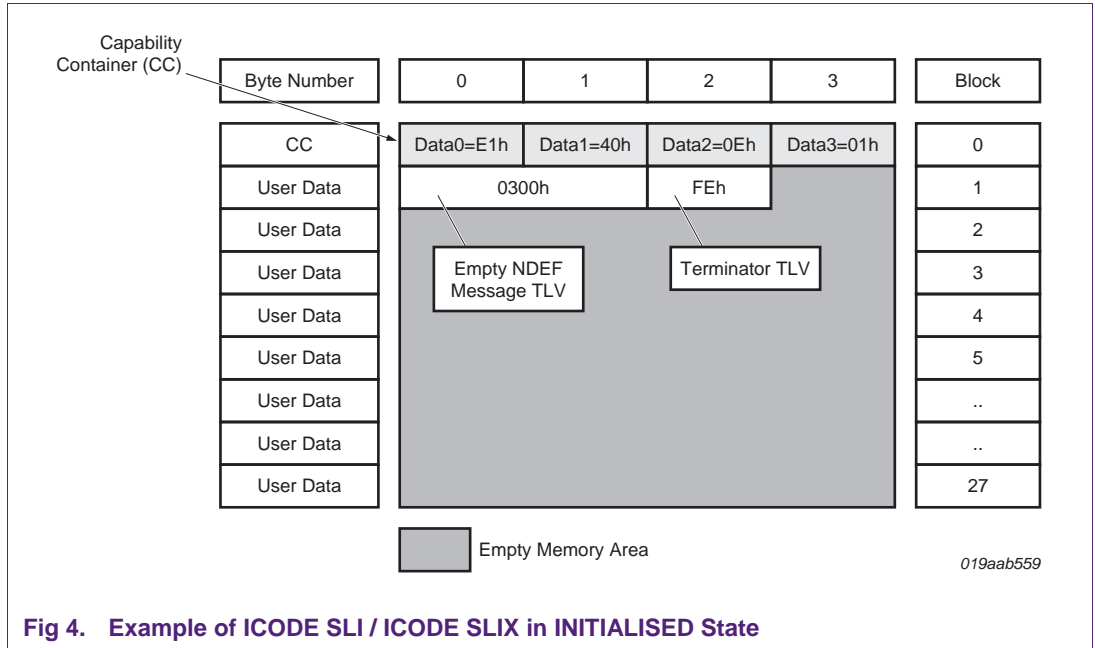 Capability
Container (CC)
Byte Number 0 1 2 3 Block
CC Data0=E1h Data1=40h Data2=0Eh Data3=01h 0
User Data 0300h FEh 1
User Data 2
Empty NDEF
Message TLV
Terminator TLV
User Data 3
User Data 4
User Data 5
User Data ..
User Data ..
User Data 27
Empty Memory Area
019aab559
Fig 4. Example of ICODE SLI / ICODE SLIX in INITIALISED State